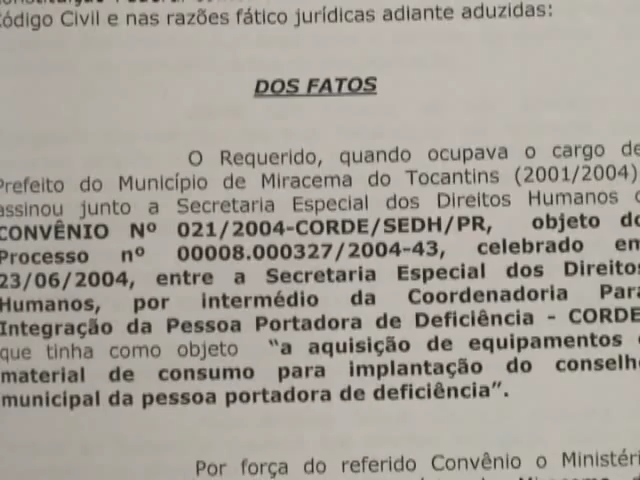 Código Civil e nas razões fático jurídicas adiante aduzidas:
DOS FATOS
O Requerido, quando ocupava o cargo de
Prefeito do Município de Miracema do Tocantins (2001/2004)
assinou junto a Secretaria Especial dos Direitos Humanos o
CONVÊNIO Nº 021/2004-CORDE/SEDH/PR, objeto do
Processo nº 00008.000327/2004-43, celebrado em
23/06/2004, entre a Secretaria Especial dos Direitos
Humanos, por intermédio da Coordenadoria Para
Integração da Pessoa Portadora de Deficiência - CORDE
que tinha como objeto "a aquisição de equipamentos e
material de consumo para implantação do conselho
municipal da pessoa portadora de deficiência".
Por força do referido Convênio o Ministéri